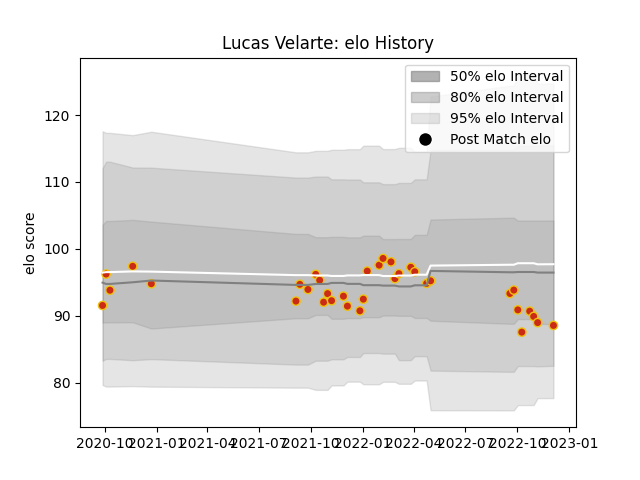 Lucas Velarte: elo History
50% elo Interval
80% elo Interval
95% elo Interval
Post Match elo
elo score
120
110
100
90
80
2020-10 2021-01 2021-04 2021-07 2021-10 2022-01 2022-04 2022-07 2022-10 2023-01